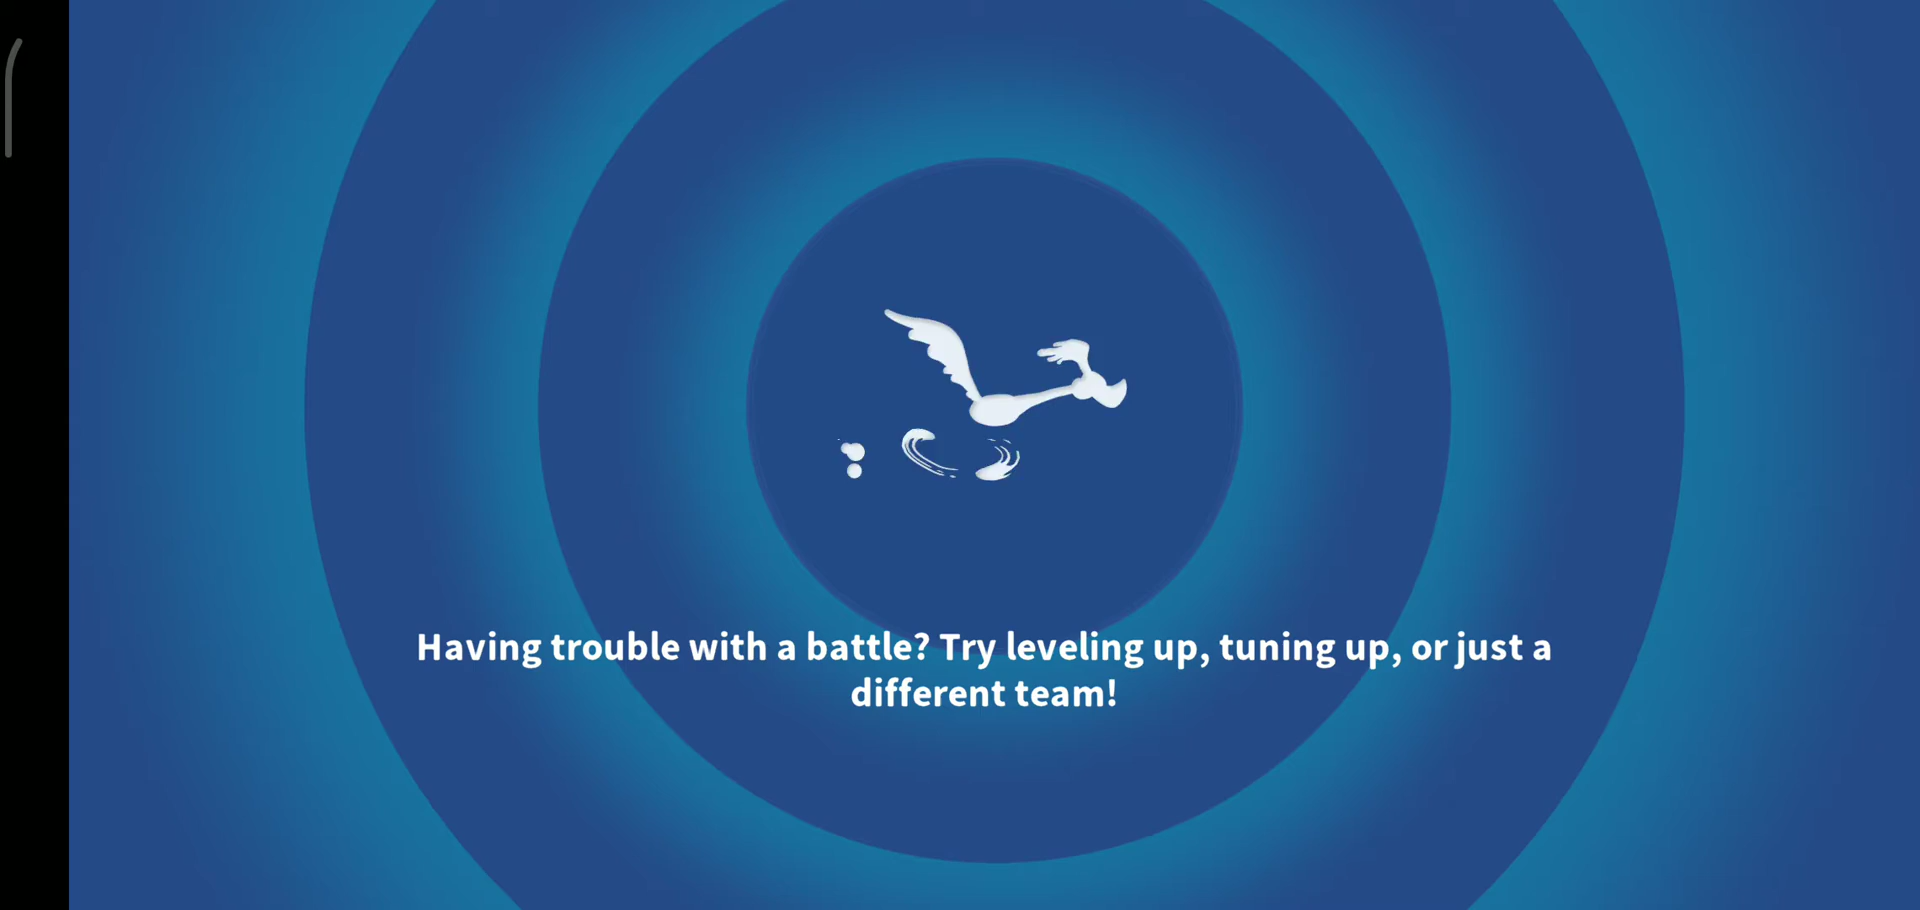 Having trouble with a battle? Try leveling up, tuning up, or just a
different team!